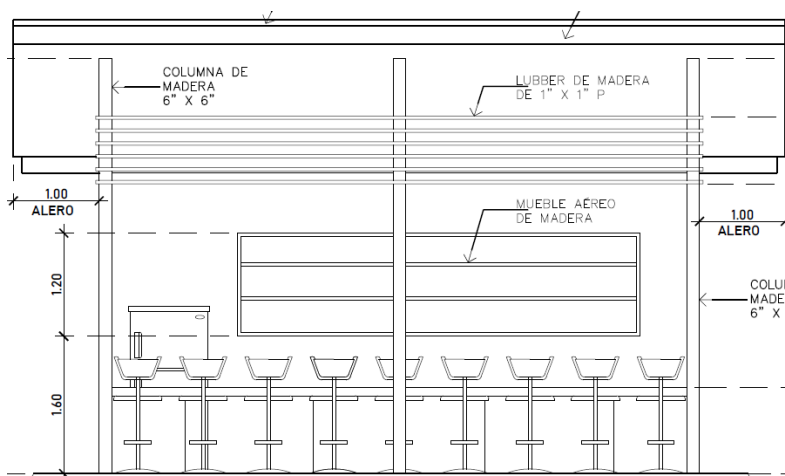 COLUMNA DE
MADERA
6" X 6"
LUBBER DE MADERA
DE 1" X 1" P
1.00
ALERO
MUEBLE AÉREO
DE MADERA
1.00
ALERO
1.20
COLU
MADE
6" X
1.60